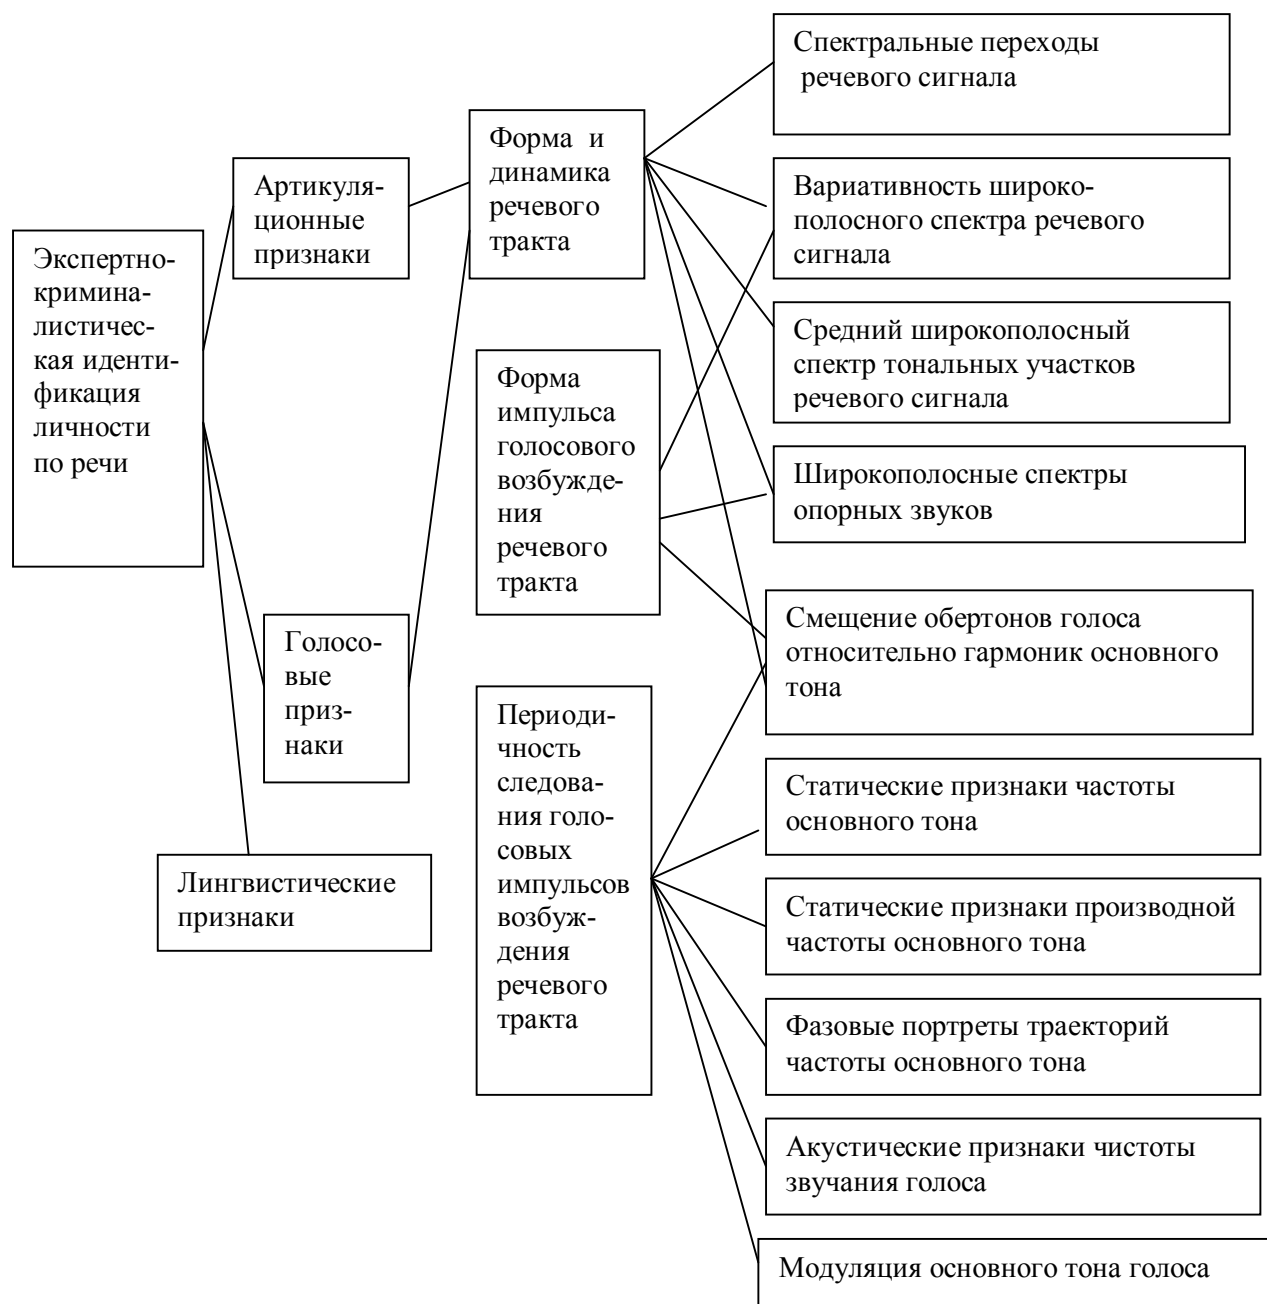 Экспертно-
кримина-
листичес-
кая иденти-
фикация
личности
по речи
Артикуля-
ционные
признаки
Голосо-
вые
приз-
наки
Лингвистические
признаки
Форма и
динамика
речевого
тракта
Форма
импульса
голосового
возбужде-
ния
речевого
тракта
Периоди-
чность
следова-
ния голо-
совых
импульсов
возбуж-
дения
речевого
тракта
Спектральные переходы
речевого сигнала
Вариативность широко-
полосного спектра речевого
сигнала
Средний широкополосный
спектр тональных участков
речевого сигнала
Широкополосные спектры
опорных звуков
Смещение обертонов голоса
относительно гармоник основного
тона
Статические признаки частоты
основного тона
Статические признаки производной
частоты основного тона
Фазовые портреты траекторий
частоты основного тона
Акустические признаки чистоты
звучания голоса
Модуляция основного тона голоса